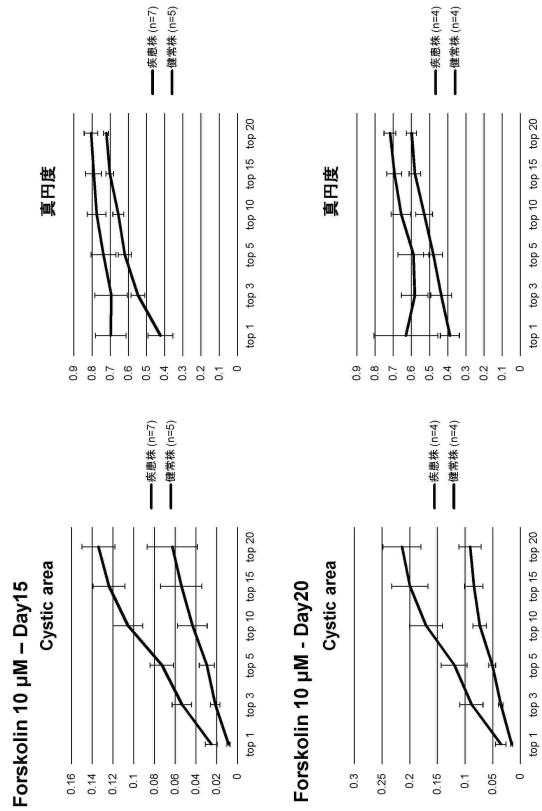 Forskolin 10 μM – Day15
Cystic area
0.16
0.14
0.12
0.1
0.08
0.06
0.04
0.02
0
top 1
top 3
top 5
top 10
top 15
top 20
疾患株 (n=7)
健常株 (n=5)
真円度
0.9
0.8
0.7
0.6
0.5
0.4
0.3
0.2
0.1
0
top 1
top 3
top 5
top 10
top 15
top 20
疾患株 (n=7)
健常株 (n=5)
Forskolin 10 μM - Day20
Cystic area
0.3
0.25
0.2
0.15
0.1
0.05
0
top 1
top 3
top 5
top 10
top 15
top 20
疾患株 (n=4)
健常株 (n=4)
真円度
0.9
0.8
0.7
0.6
0.5
0.4
0.3
0.2
0.1
0
top 1
top 3
top 5
top 10
top 15
top 20
疾患株 (n=4)
健常株 (n=4)